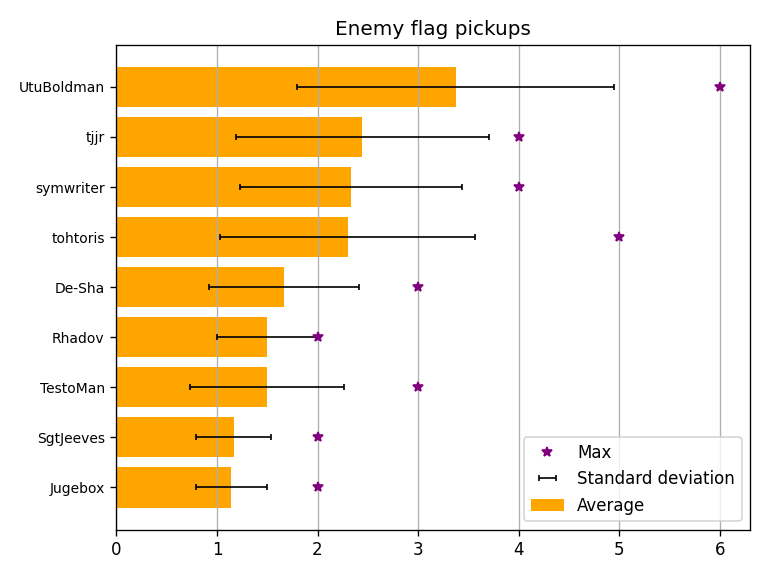 Enemy flag pickups
UtuBoldman
tjjr
symwriter
tohtoris
De-Sha
Rhadov
TestoMan
SgtJeeves
Jugebox
Max
Standard deviation
Average
0 1 2 3 4 5 6